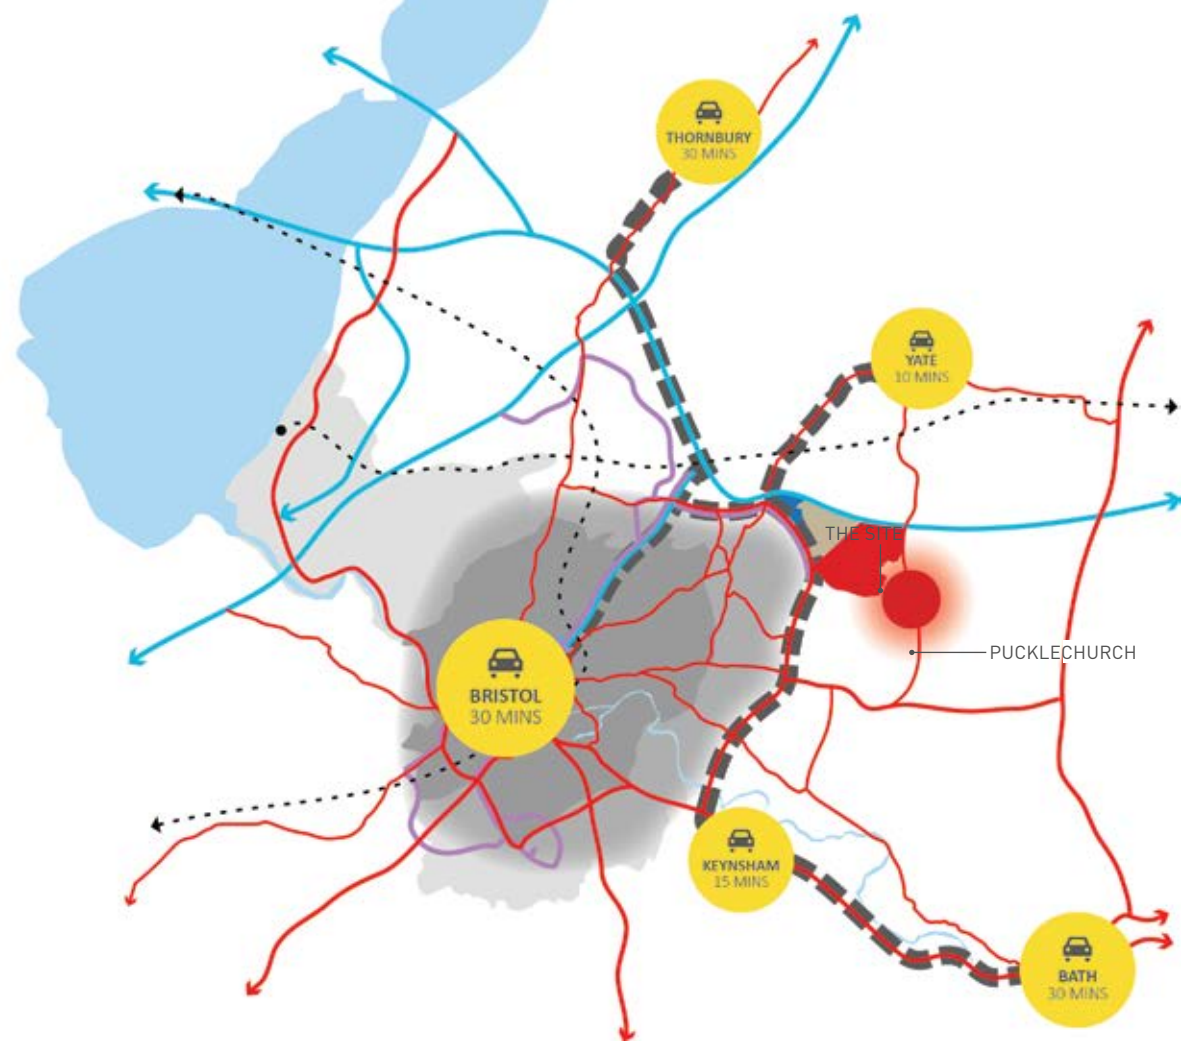 THORNBURY
30 MINS
YATE
10 MINS
THE SITE
PUCKLECHURCH
BRISTOL
30 MINS
KEYNSHAM
15 MINS
BATH
30 MINS